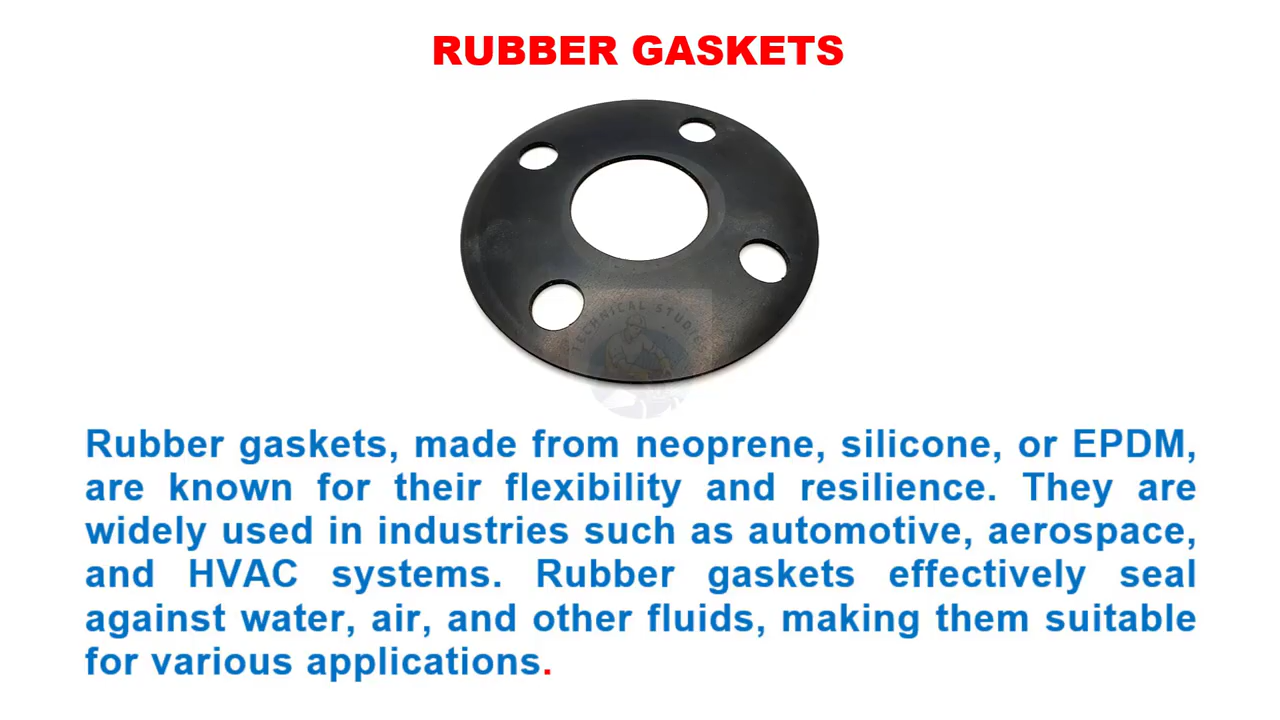 RUBBER GASKETS
TECHNICAL STUDIES
Rubber gaskets, made from neoprene, silicone, or EPDM,
are known for their flexibility and resilience. They are
widely used in industries such as automotive, aerospace,
and HVAC systems. Rubber gaskets effectively seal
against water, air, and other fluids, making them suitable
for various applications.